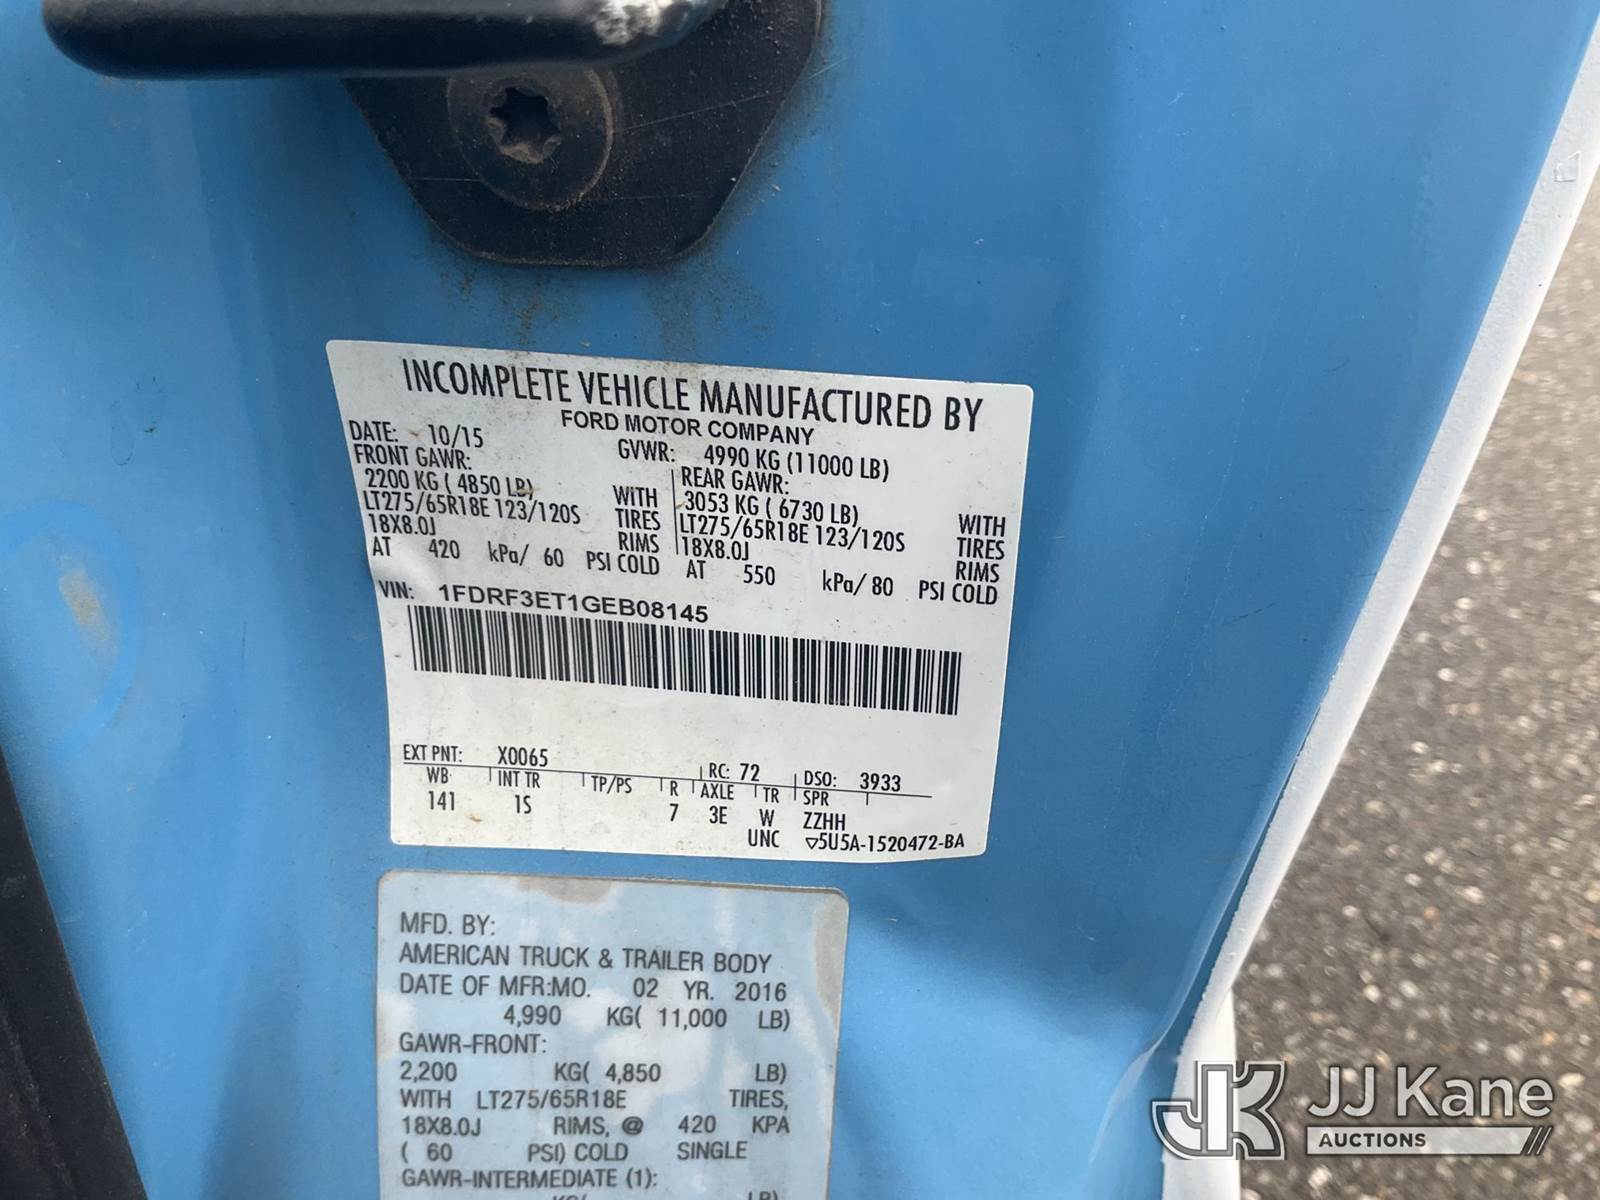 INCOMPLETE VEHICLE MANUFACTURED BY
FORD MOTOR COMPANY
DATE: 10/15 GVWR: 4990 KG (11000 LB)
FRONT GAWR: REAR GAWR:
2200 KG ( 4850 LB) WITH 3053 KG ( 6730 LB) WITH
LT275/65R18E 123/120S TIRES LT275/65R18E 123/120S TIRES
18X8.0J RIMS 18X8.0J RIMS
AT 420 kPa/ 60 PSI COLD AT 550 kPa/ 80 PSI COLD
VIN: 1FDRF3ET1GEB08145
EXT PNT: X0065 RC: 72 DSO: 3933
WB INT TR TP/PS R AXLE TR SPR
141 1S 7 3E W ZZHH
UNC ▽5U5A-1520472-BA
MFD. BY:
AMERICAN TRUCK & TRAILER BODY
DATE OF MFR:MO. 02 YR. 2016
4,990 KG( 11,000 LB)
GAWR-FRONT:
2,200 KG( 4,850 LB)
WITH LT275/65R18E TIRES,
18X8.0J RIMS, @ 420 KPA
( 60 PSI) COLD SINGLE
GAWR-INTERMEDIATE (1):
KG( LB)
JJ Kane
AUCTIONS